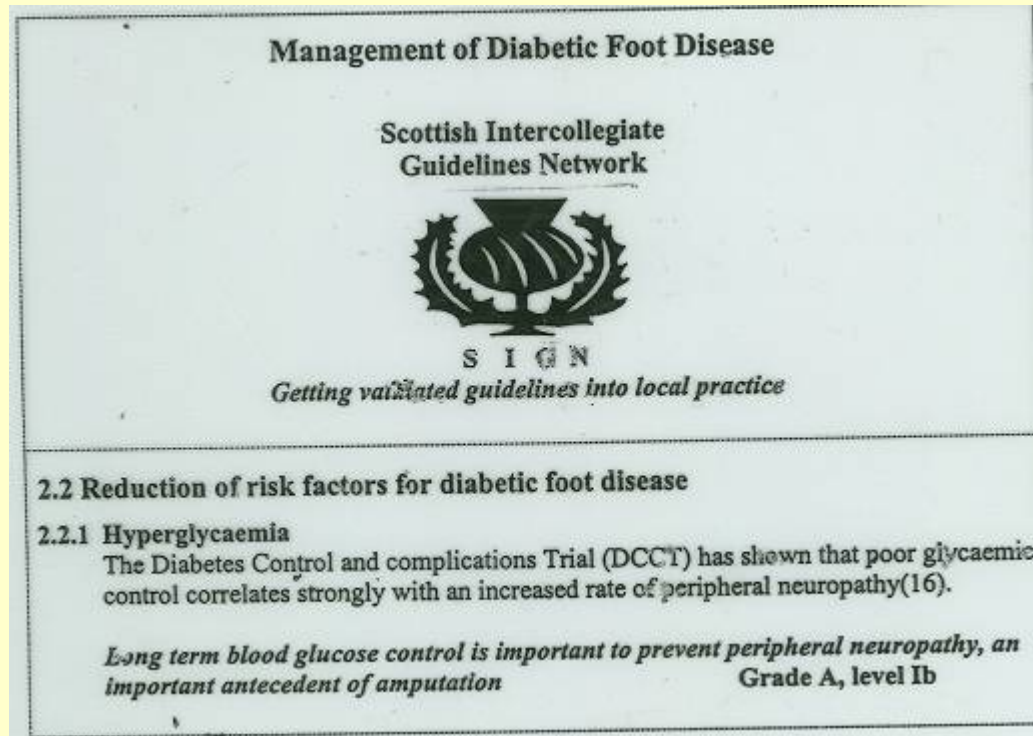 Management of Diabetic Foot Disease
Scottish Intercollegiate
Guidelines Network
S I G N
Getting validated guidelines into local practice
2.2 Reduction of risk factors for diabetic foot disease
2.2.1 Hyperglycaemia
The Diabetes Control and complications Trial (DCCT) has shown that poor glycaemic
control correlates strongly with an increased rate of peripheral neuropathy(16).
Long term blood glucose control is important to prevent peripheral neuropathy, an
important antecedent of amputation Grade A, level Ib